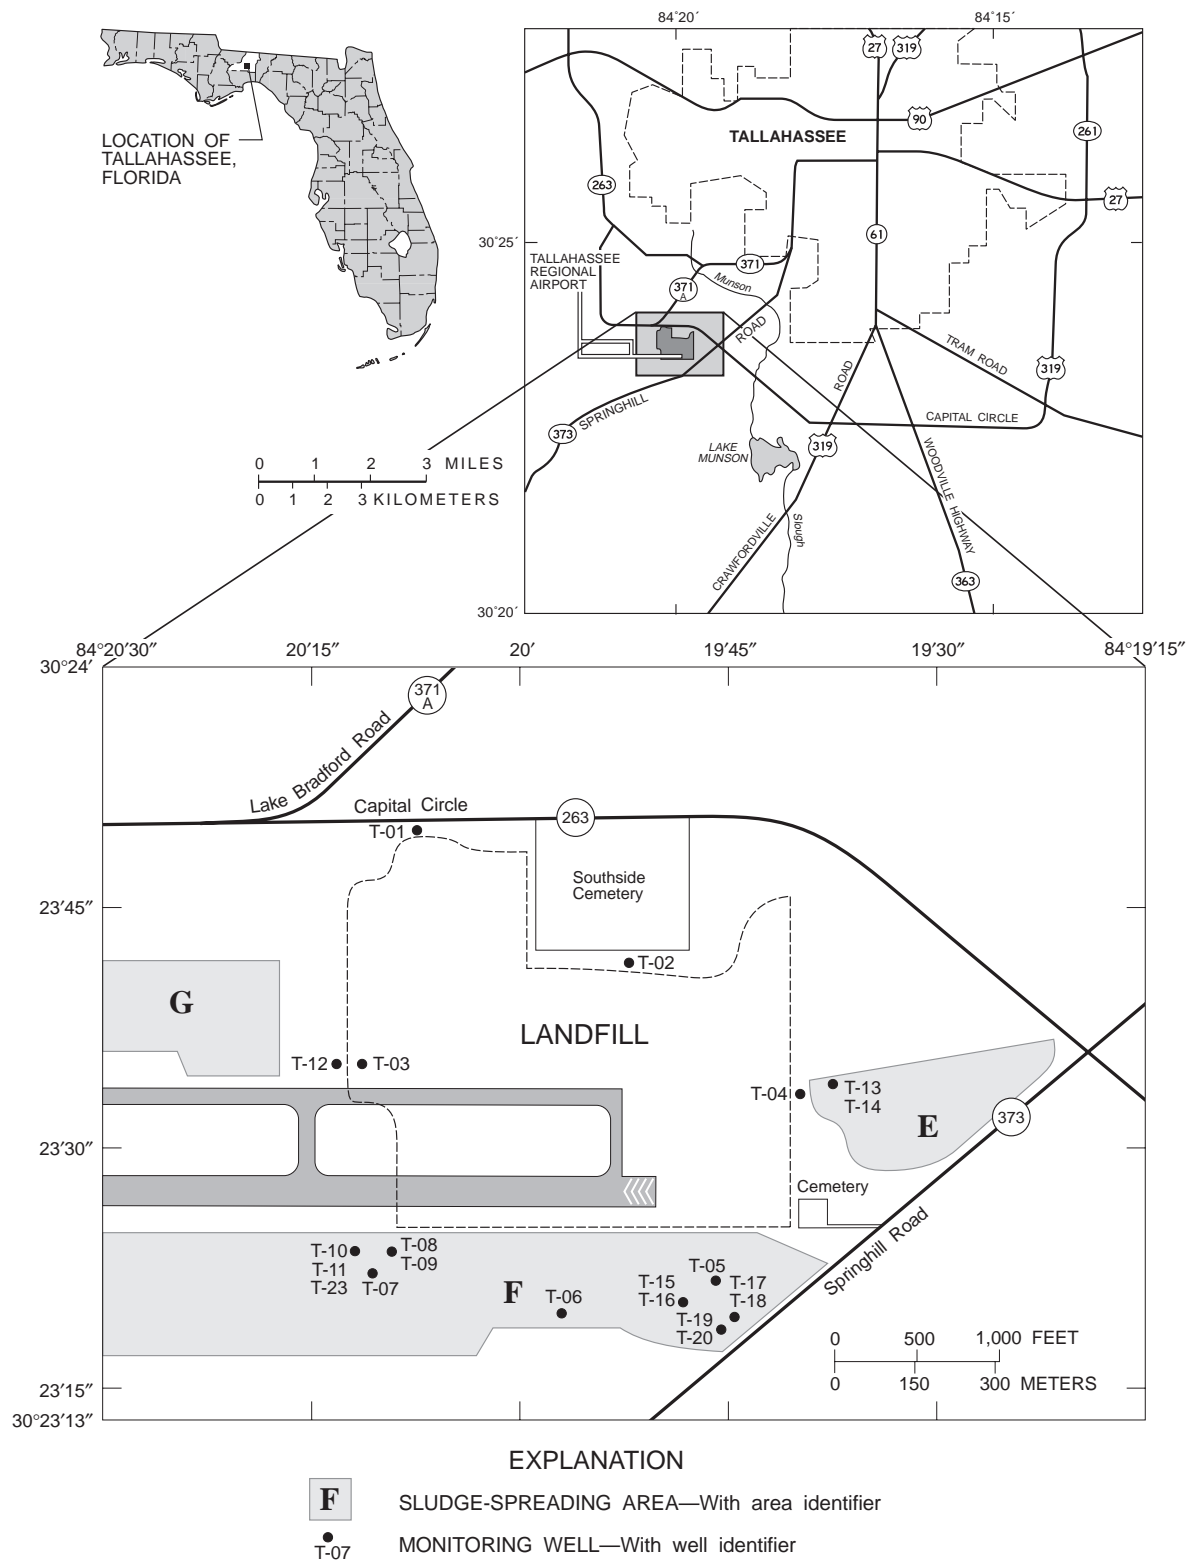 84°20′
84°15′
27
319
90
TALLAHASSEE
261
LOCATION OF
TALLAHASSEE,
FLORIDA
263
27
61
30°25′
TALLAHASSEE
REGIONAL
AIRPORT
371
371
A
Munson
ROAD
TRAM ROAD
ROAD
319
SPRINGHILL
373
CAPITAL CIRCLE
LAKE
MUNSON
319
WOODVILLE HIGHWAY
0 1 2 3 MILES
0 1 2 3 KILOMETERS
CRAWFORDVILLE
Slough
363
30°20′
84°20′30″
20′15″
20′
19′45″
19′30″
84°19′15″
30°24′
371
A
Lake Bradford Road
Capital Circle
263
T-01
Southside
Cemetery
23′45″
T-02
G
LANDFILL
T-12
T-03
T-04
T-13
T-14
E
373
23′30″
Cemetery
Springhill Road
T-10
T-11
T-23
T-08
T-09
T-07
F
T-06
T-05
T-15
T-16
T-17
T-18
T-19
T-20
0 500 1,000 FEET
0 150 300 METERS
23′15″
30°23′13″
EXPLANATION
F
SLUDGE-SPREADING AREA—With area identifier
T-07
MONITORING WELL—With well identifier